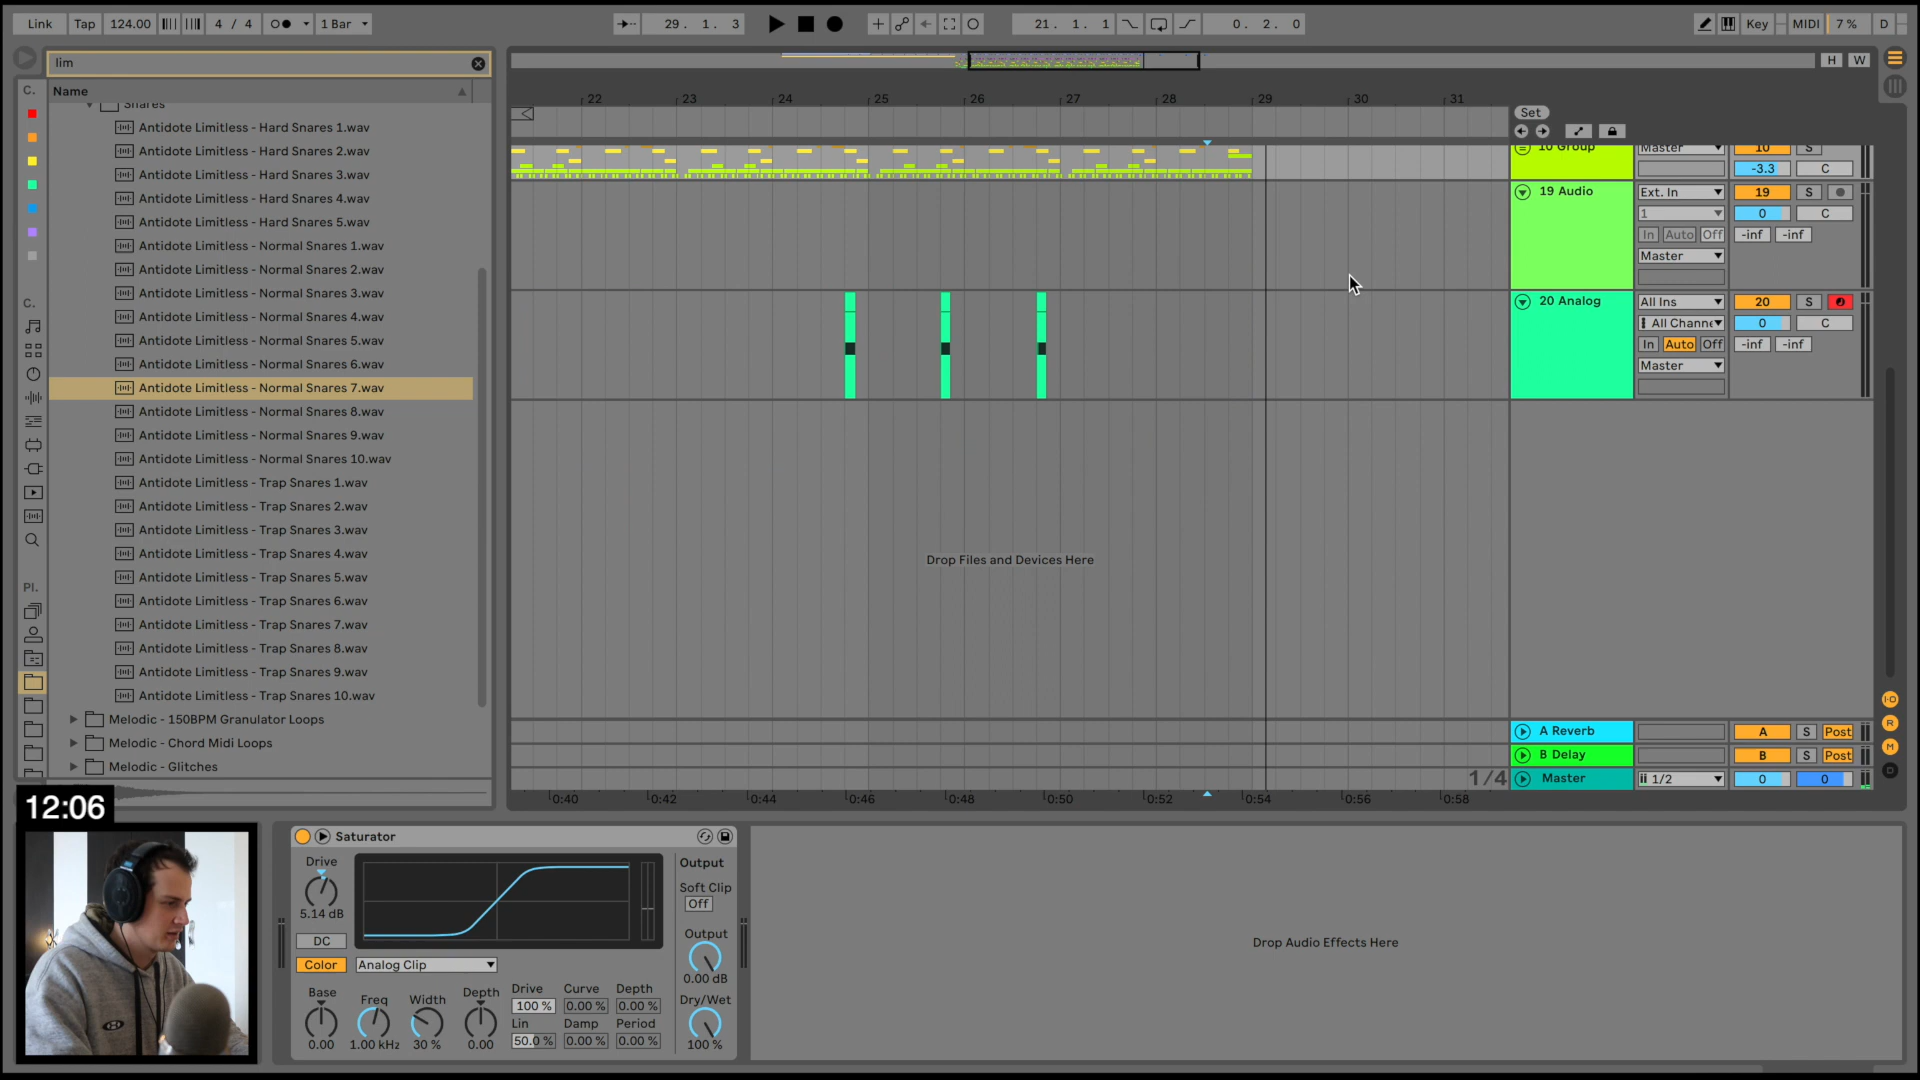 Link Tap 124.00 4 / 4 1 Bar 29. 1. 3 21. 1. 1 0. 2. 0 Key MIDI 7 % D
lim
H W
C.
Name
22 23 24 25 26 27 28 29 30 31
Set
Snares
Antidote Limitless - Hard Snares 1.wav
Antidote Limitless - Hard Snares 2.wav
Antidote Limitless - Hard Snares 3.wav
Antidote Limitless - Hard Snares 4.wav
Antidote Limitless - Hard Snares 5.wav
Antidote Limitless - Normal Snares 1.wav
Antidote Limitless - Normal Snares 2.wav
Antidote Limitless - Normal Snares 3.wav
Antidote Limitless - Normal Snares 4.wav
Antidote Limitless - Normal Snares 5.wav
Antidote Limitless - Normal Snares 6.wav
Antidote Limitless - Normal Snares 7.wav
Antidote Limitless - Normal Snares 8.wav
Antidote Limitless - Normal Snares 9.wav
Antidote Limitless - Normal Snares 10.wav
Antidote Limitless - Trap Snares 1.wav
Antidote Limitless - Trap Snares 2.wav
Antidote Limitless - Trap Snares 3.wav
Antidote Limitless - Trap Snares 4.wav
Antidote Limitless - Trap Snares 5.wav
Antidote Limitless - Trap Snares 6.wav
Antidote Limitless - Trap Snares 7.wav
Antidote Limitless - Trap Snares 8.wav
Antidote Limitless - Trap Snares 9.wav
Antidote Limitless - Trap Snares 10.wav
Melodic - 150BPM Granulator Loops
Melodic - Chord Midi Loops
Melodic - Glitches
C.
Pl.
10 Group Master 10 S
-3.3 C
19 Audio Ext. In 19 S
1 0 C
In Auto Off -inf -inf
Master
20 Analog All Ins 20 S
All Channe 0 C
In Auto Off -inf -inf
Master
Drop Files and Devices Here
A Reverb A S Post
B Delay B S Post
1/4 Master 1/2 0 0
0:40 0:42 0:44 0:46 0:48 0:50 0:52 0:54 0:56 0:58
I-O
R
M
D
12:06
Saturator
Drive
5.14 dB
DC
Color Analog Clip
Output
Soft Clip
Off
Output
0.00 dB
Base Freq Width Depth
0.00 1.00 kHz 30 % 0.00
Drive Curve Depth
100 % 0.00 % 0.00 %
Lin Damp Period
50.0 % 0.00 % 0.00 %
Dry/Wet
100 %
Drop Audio Effects Here